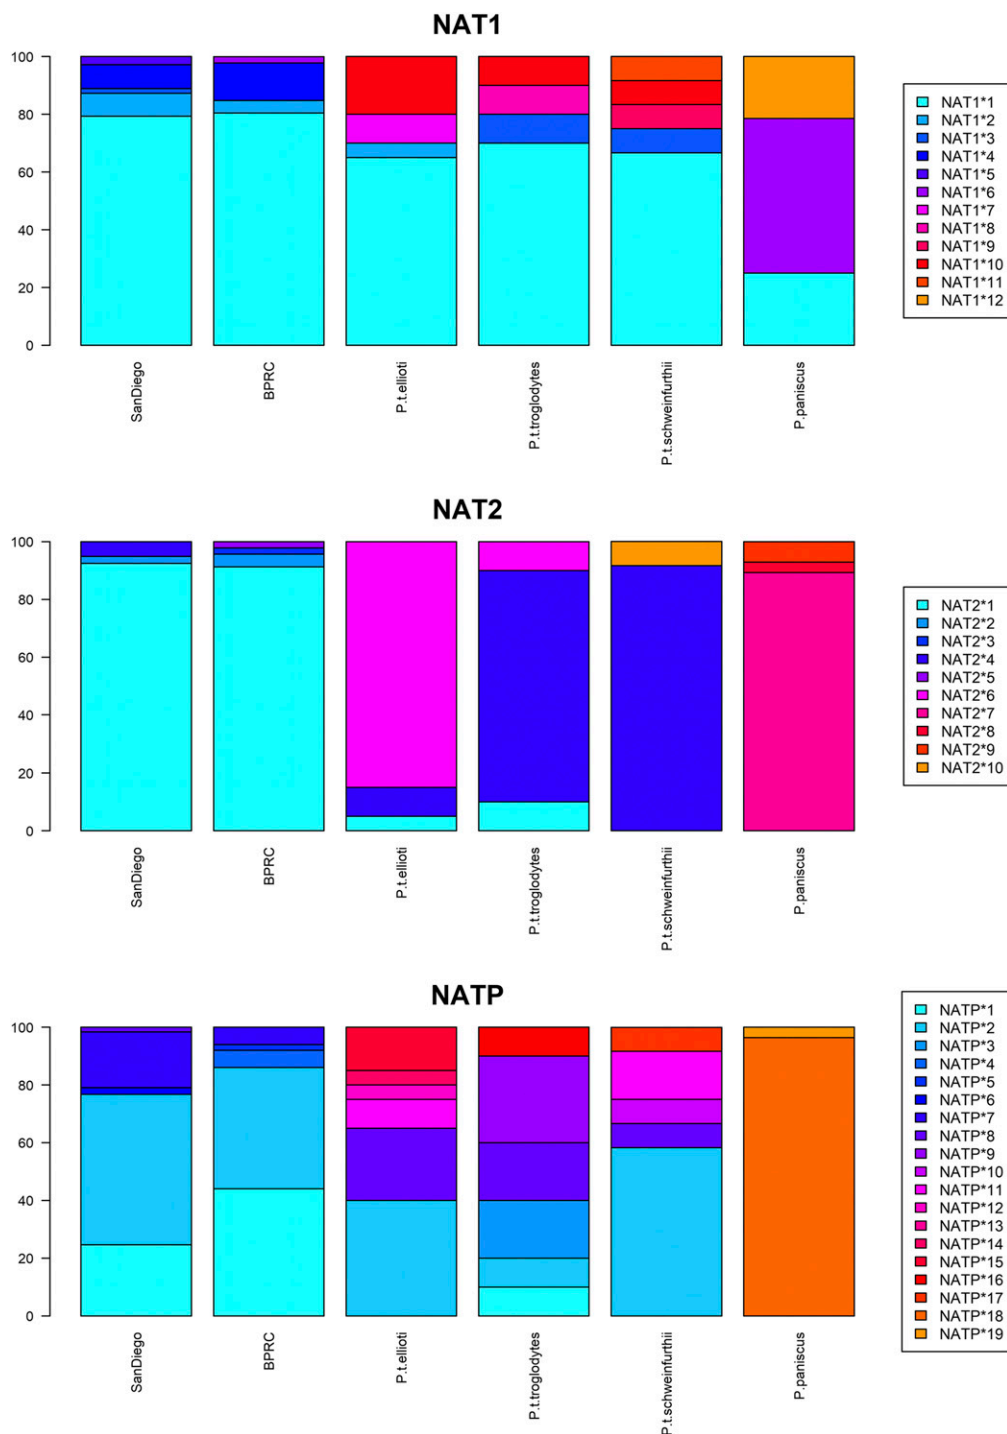 NAT1
100
80
60
40
20
0
SanDiego
BPRC
P.t.ellioti
P.t.troglodytes
P.t.schweinfurthii
P.paniscus
NAT1*1
NAT1*2
NAT1*3
NAT1*4
NAT1*5
NAT1*6
NAT1*7
NAT1*8
NAT1*9
NAT1*10
NAT1*11
NAT1*12
NAT2
100
80
60
40
20
0
SanDiego
BPRC
P.t.ellioti
P.t.troglodytes
P.t.schweinfurthii
P.paniscus
NAT2*1
NAT2*2
NAT2*3
NAT2*4
NAT2*5
NAT2*6
NAT2*7
NAT2*8
NAT2*9
NAT2*10
NATP
100
80
60
40
20
0
SanDiego
BPRC
P.t.ellioti
P.t.troglodytes
P.t.schweinfurthii
P.paniscus
NATP*1
NATP*2
NATP*3
NATP*4
NATP*5
NATP*6
NATP*7
NATP*8
NATP*9
NATP*10
NATP*11
NATP*12
NATP*13
NATP*14
NATP*15
NATP*16
NATP*17
NATP*18
NATP*19